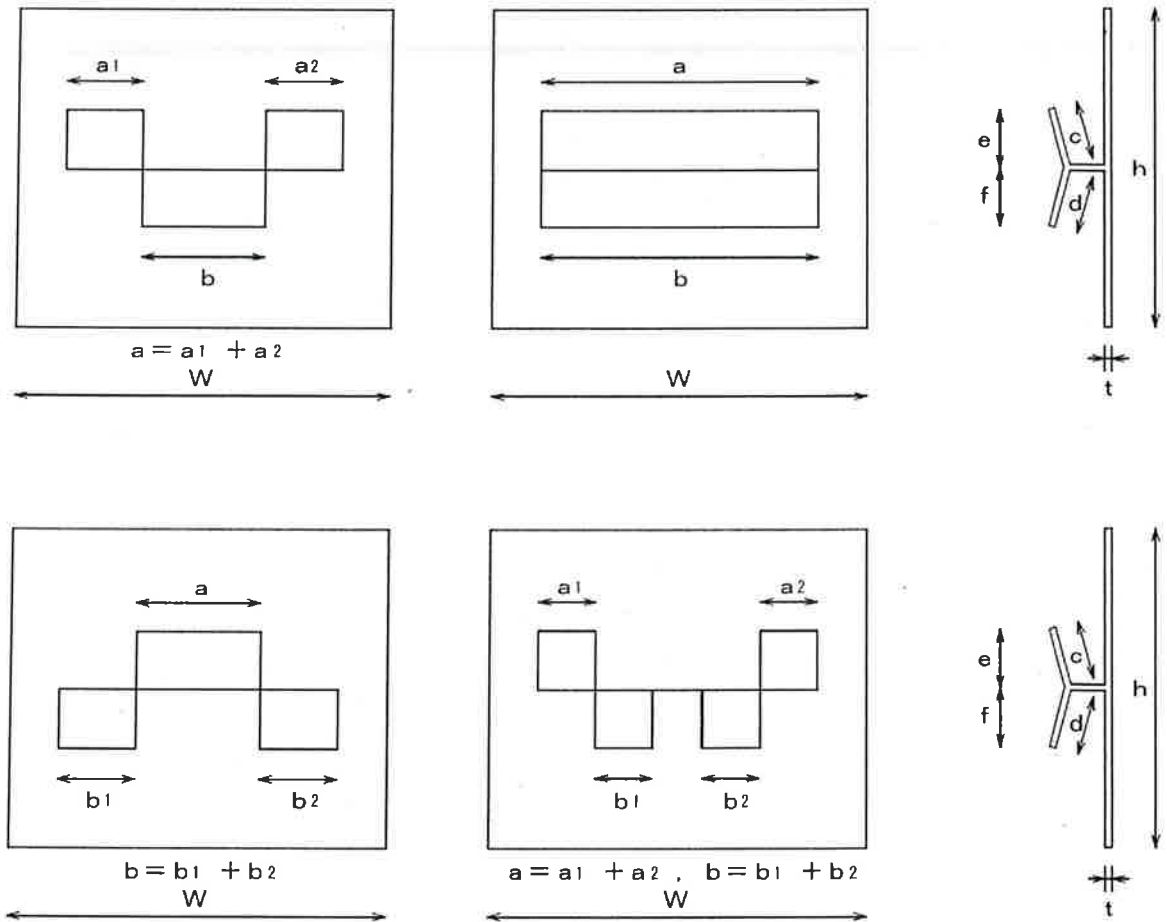 a1 a2 a
e c h
f d
b b
a = a1 + a2
W W t
a a1 a2
e c h
f d
b1 b2 b1 b2
b = b1 + b2 a = a1 + a2 , b = b1 + b2
W W t